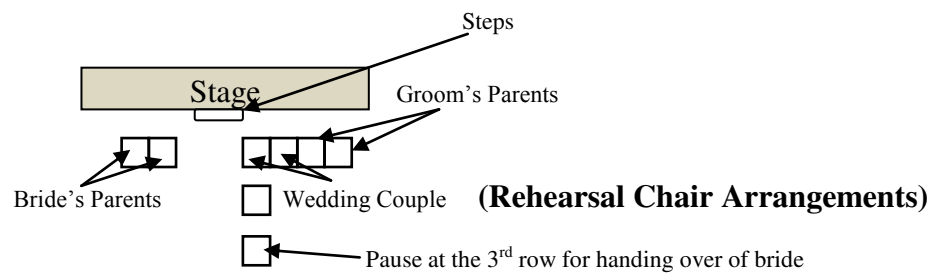 Steps
Stage
Groom's Parents
Bride's Parents
Wedding Couple
(Rehearsal Chair Arrangements)
Pause at the 3rd row for handing over of bride